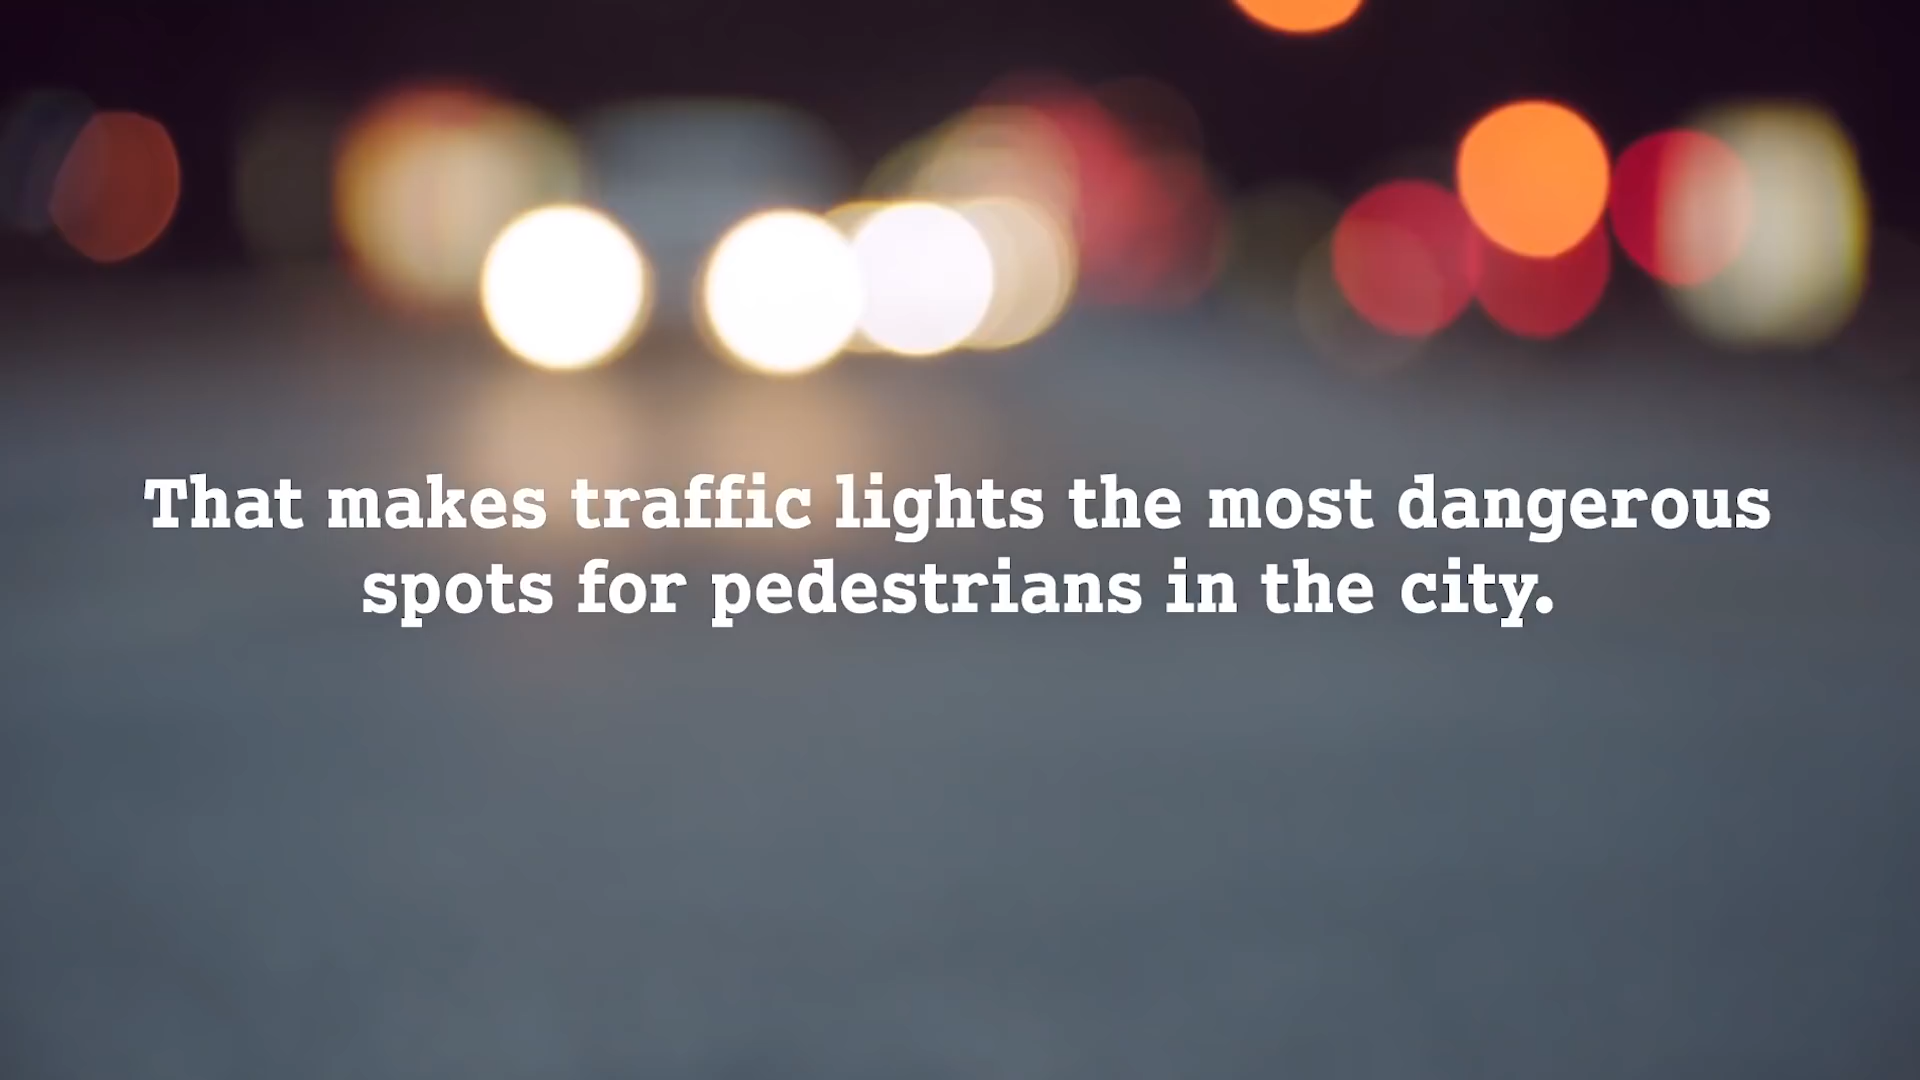 That makes traffic lights the most dangerous
spots for pedestrians in the city.